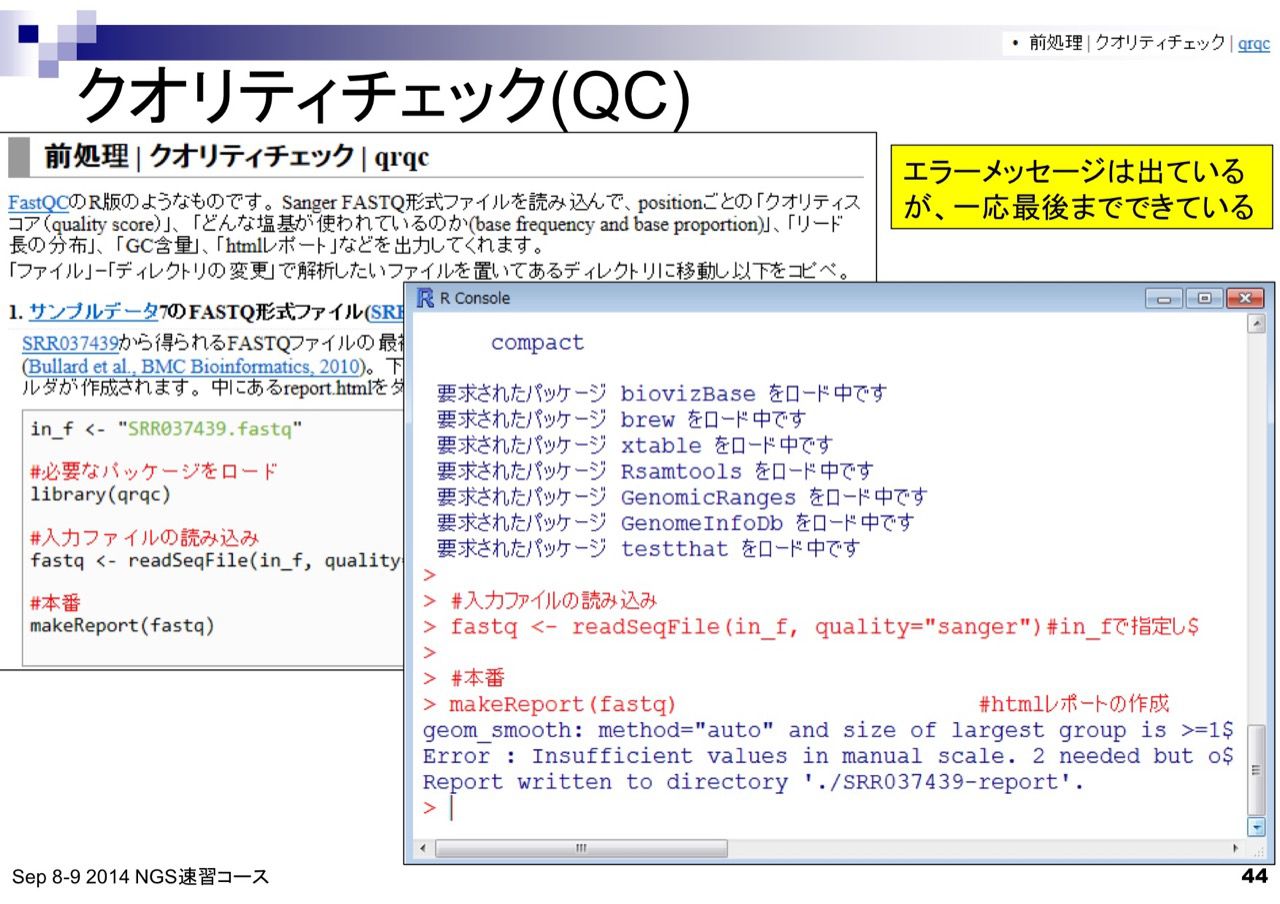 • 前処理 | クオリティチェック | qrqc
クオリティチェック(QC)
前処理 | クオリティチェック | qrqc
FastQCのR版のようなものです。Sanger FASTQ形式ファイルを読み込んで、positionごとの「クオリティス
コア(quality score)」、「どんな塩基が使われているのか(base frequency and base proportion)」、「リード
長の分布」、「GC含量」、「htmlレポート」などを出力してくれます。
「ファイル」-「ディレクトリの変更」で解析したいファイルを置いてあるディレクトリに移動し以下をコピペ。
1. サンプルデータ7のFASTQ形式ファイル(SRR
SRR037439から得られるFASTQファイルの最初
(Bullard et al., BMC Bioinformatics, 2010)。下
ルダが作成されます。中にあるreport.htmlをダ
in_f <- "SRR037439.fastq"
#必要なパッケージをロード
library(qrqc)
#入力ファイルの読み込み
fastq <- readSeqFile(in_f, quality
#本番
makeReport(fastq)
エラーメッセージは出ている
が、一応最後までできている
R Console
compact
要求されたパッケージ biovizBase をロード中です
要求されたパッケージ brew をロード中です
要求されたパッケージ xtable をロード中です
要求されたパッケージ Rsamtools をロード中です
要求されたパッケージ GenomicRanges をロード中です
要求されたパッケージ GenomeInfoDb をロード中です
要求されたパッケージ testthat をロード中です
>
> #入力ファイルの読み込み
> fastq <- readSeqFile(in_f, quality="sanger")#in_fで指定し$
>
> #本番
> makeReport(fastq) #htmlレポートの作成
geom_smooth: method="auto" and size of largest group is >=1$
Error : Insufficient values in manual scale. 2 needed but o$
Report written to directory './SRR037439-report'.
>
Sep 8-9 2014 NGS速習コース
44